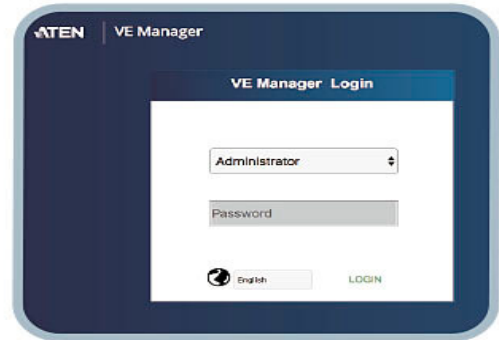 ATEN VE Manager
VE Manager Login
Administrator
Password
English LOGIN